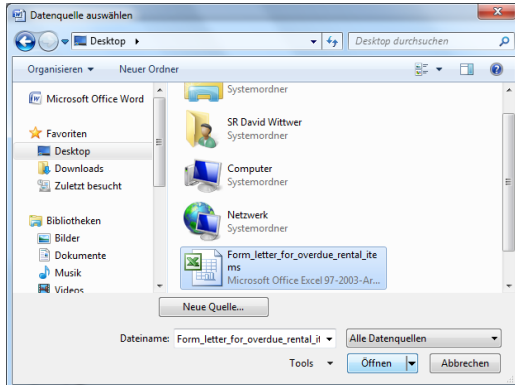 Datenquelle auswählen
Desktop
Desktop durchsuchen
Organisieren
Neuer Ordner
Microsoft Office Word
Favoriten
Desktop
Downloads
Zuletzt besucht
Bibliotheken
Bilder
Dokumente
Musik
Videos
Systemordner
SR David Wittwer
Systemordner
Computer
Systemordner
Netzwerk
Systemordner
Form_letter_for_overdue_rental_ite
ms
Microsoft Office Excel 97-2003-Ar...
Neue Quelle...
Dateiname: Form_letter_for_overdue_rental_it
Alle Datenquellen
Tools
Öffnen
Abbrechen